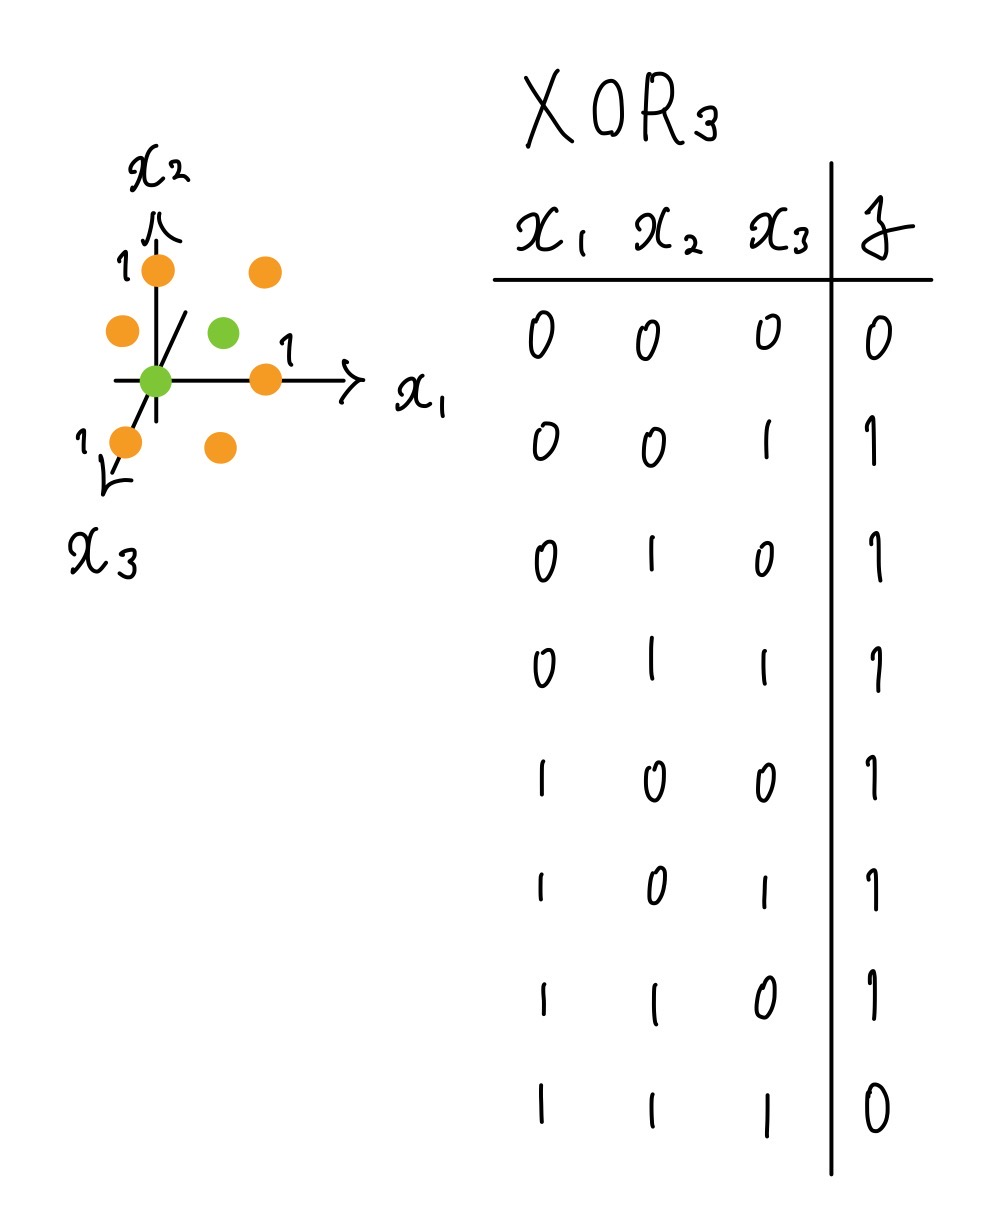 XOR₃
x₂
x₁ x₂ x₃ y
1
0 0 0 0
1
x₁
1
0 0 1 1
x₃
0 1 0 1
0 1 1 1
1 0 0 1
1 0 1 1
1 1 0 1
1 1 1 0